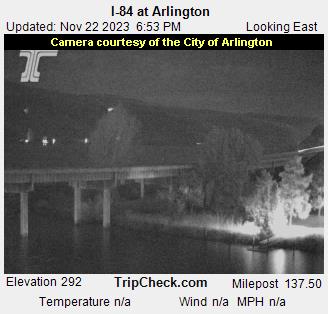 I-84 at Arlington
Updated: Nov 22 2023 6:53 PM Looking East
Camera courtesy of the City of Arlington
Elevation 292 TripCheck.com Milepost 137.50
Temperature n/a Wind n/a MPH n/a